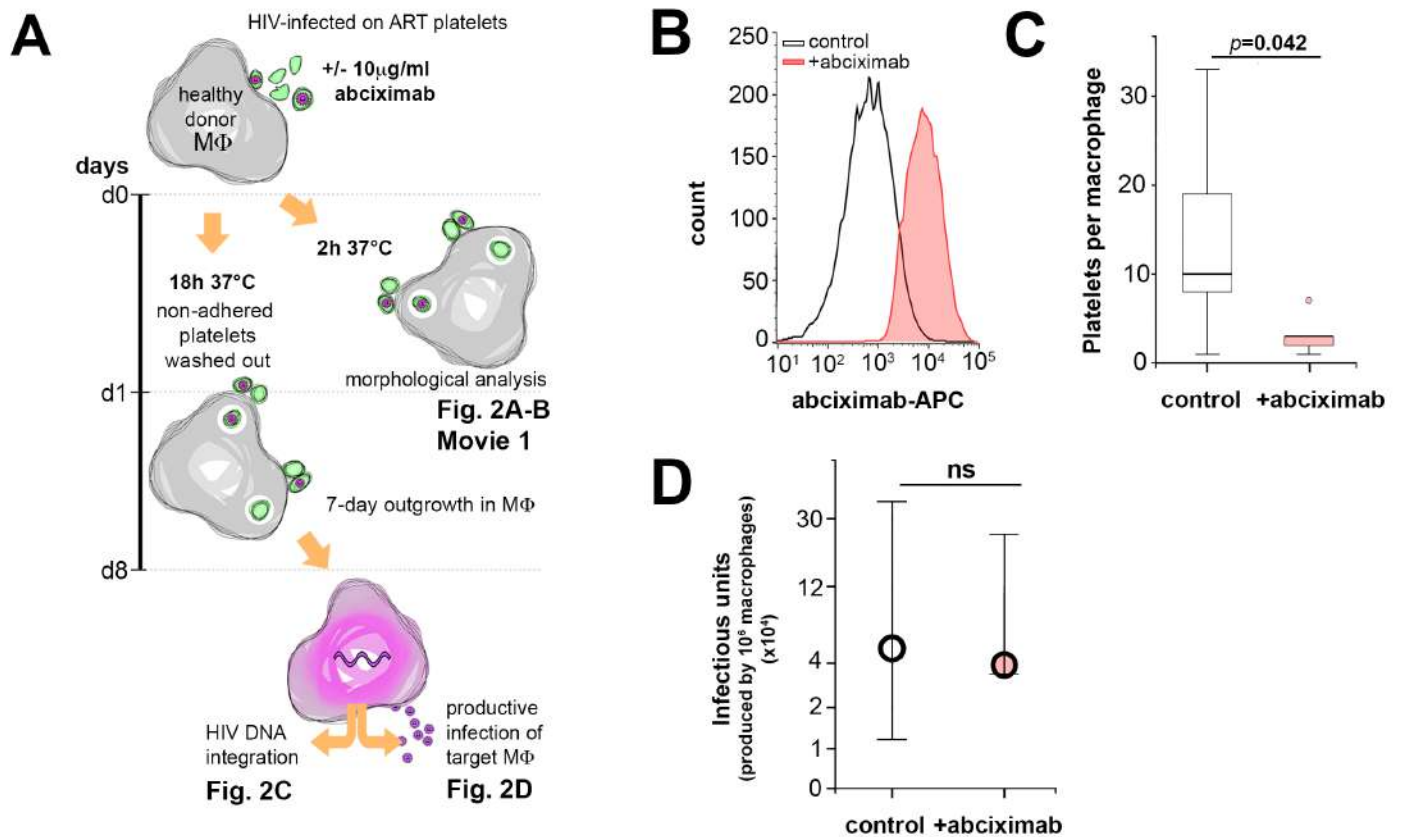 A
HIV-infected on ART platelets
+/- 10μg/ml
abciximab
healthy
donor
MΦ
days
d0
2h 37°C
18h 37°C
non-adhered
platelets
washed out
morphological analysis
d1
Fig. 2A-B
Movie 1
7-day outgrowth in MΦ
d8
HIV DNA
integration
Fig. 2C
productive
infection of
target MΦ
Fig. 2D
B
control
+abciximab
250
200
150
100
50
0
count
10¹ 10² 10³ 10⁴ 10⁵
abciximab-APC
C
p=0.042
30
20
10
0
Platelets per macrophage
control +abciximab
D
ns
30
12
4
2
1
0
Infectious units
(produced by 10⁶ macrophages)
(x10⁴)
control +abciximab